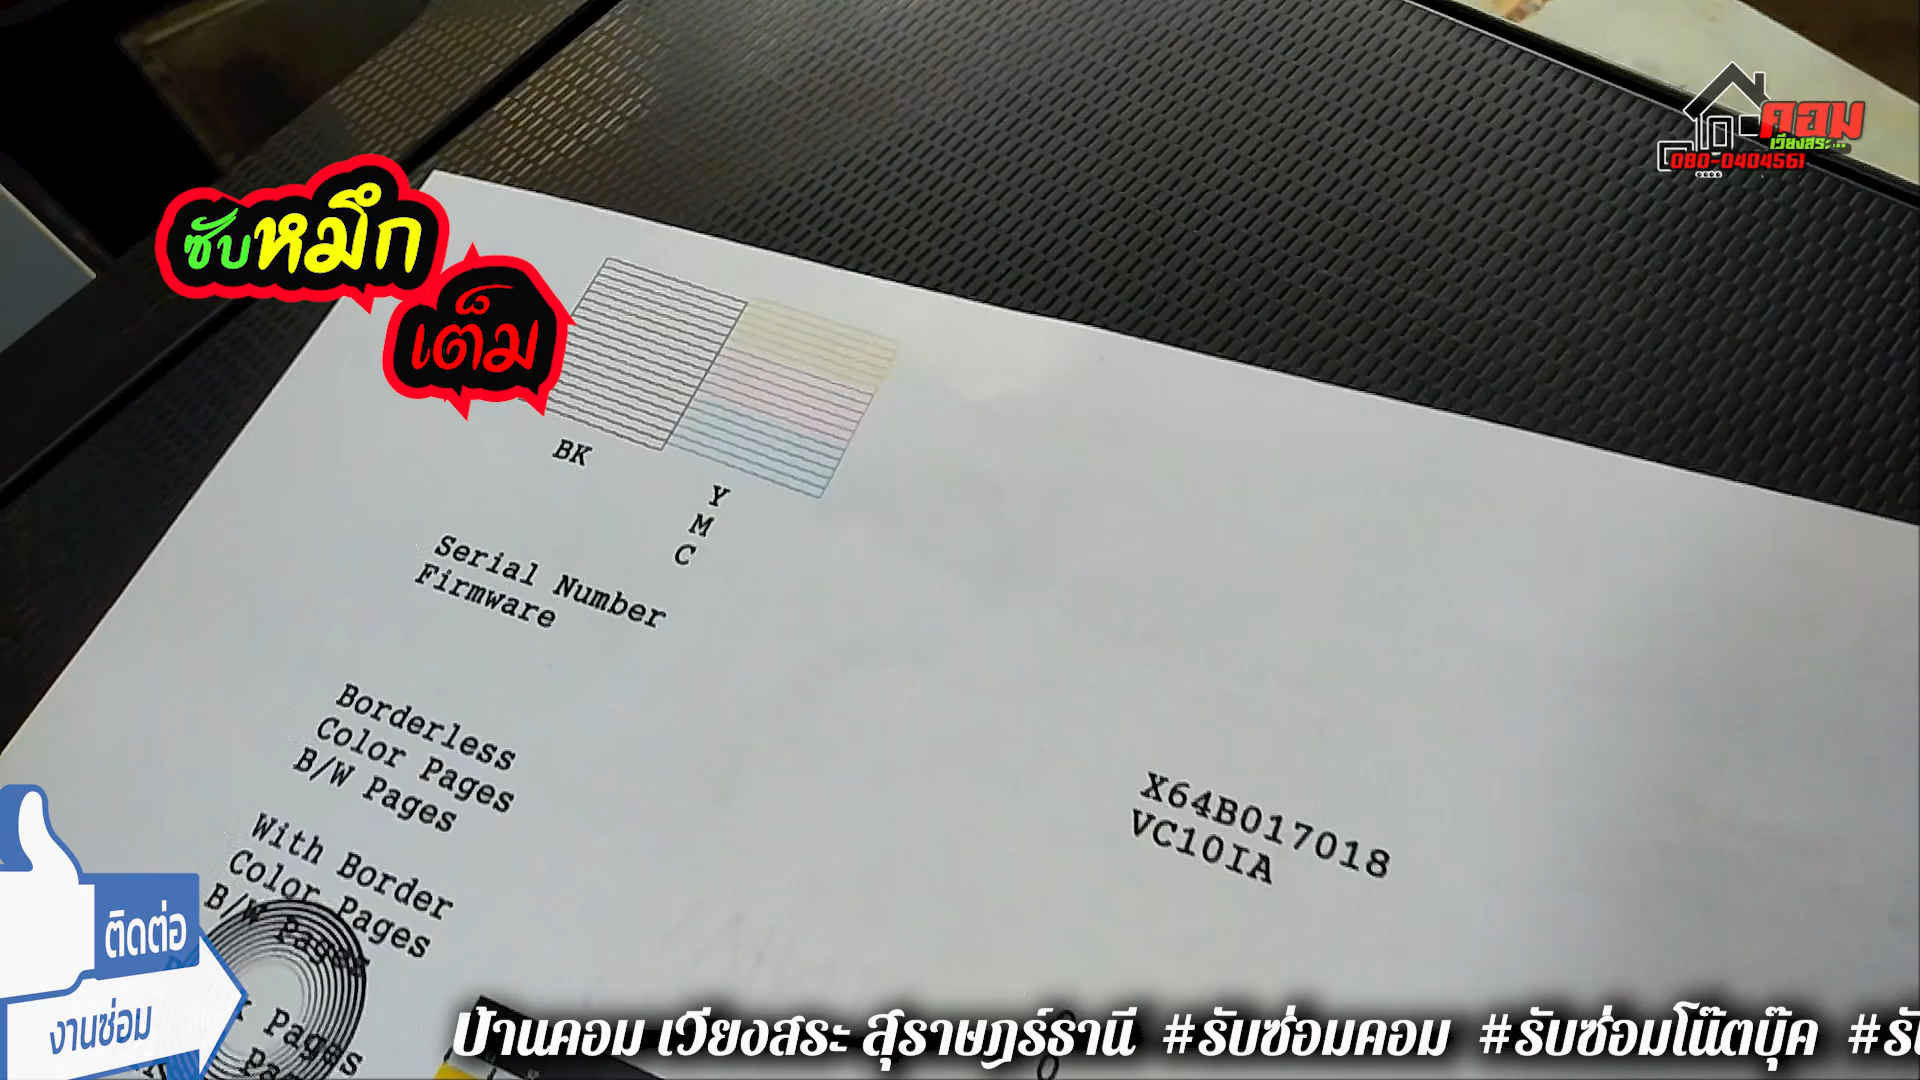 คอม
เวียงสระ...
080-0404561
ซับหมึก
เต็ม
BK
Y
M
C
Serial Number
Firmware
Borderless
Color Pages
B/W Pages
X64B017018
VC10IA
With Border
Color Pages
B/W Pages
ติดต่อ
งานซ่อม
Pages
บ้านคอม เวียงสระ สุราษฎร์ธานี #รับซ่อมคอม #รับซ่อมโน๊ตบุ๊ค
0